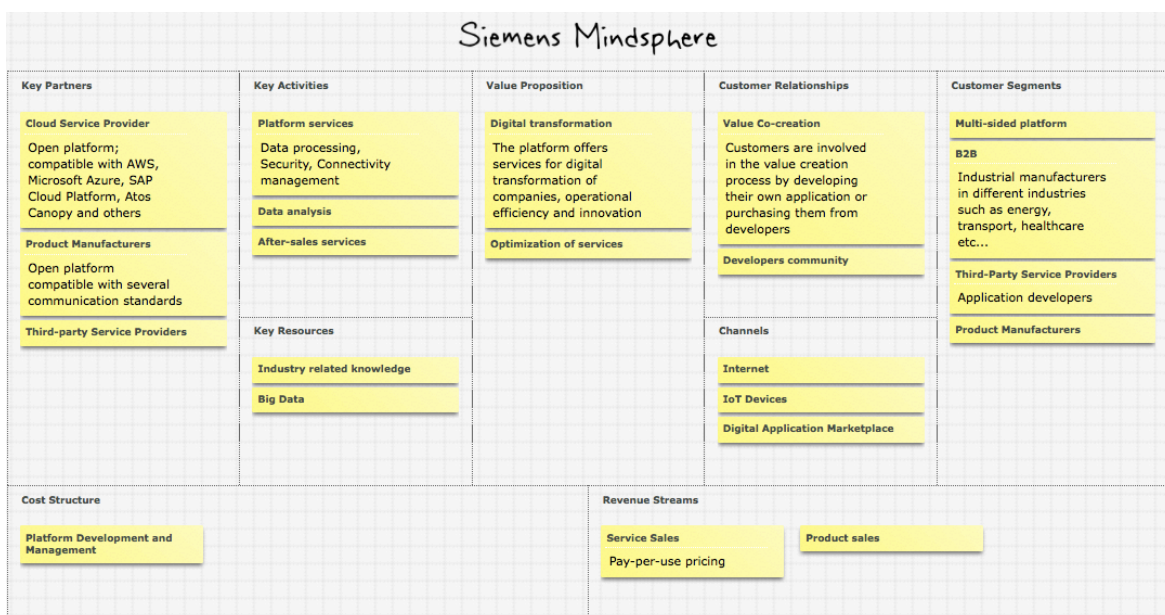 Siemens Mindsphere
Key Partners
Cloud Service Provider
Open platform;
compatible with AWS,
Microsoft Azure, SAP
Cloud Platform, Atos
Canopy and others
Product Manufacturers
Open platform
compatible with several
communication standards
Third-party Service Providers
Key Activities
Platform services
Data processing,
Security, Connectivity
management
Data analysis
After-sales services
Key Resources
Industry related knowledge
Big Data
Value Proposition
Digital transformation
The platform offers
services for digital
transformation of
companies, operational
efficiency and innovation
Optimization of services
Customer Relationships
Value Co-creation
Customers are involved
in the value creation
process by developing
their own application or
purchasing them from
developers
Developers community
Channels
Internet
IoT Devices
Digital Application Marketplace
Customer Segments
Multi-sided platform
B2B
Industrial manufacturers
in different industries
such as energy,
transport, healthcare
etc...
Third-Party Service Providers
Application developers
Product Manufacturers
Cost Structure
Platform Development and
Management
Revenue Streams
Service Sales
Pay-per-use pricing
Product sales